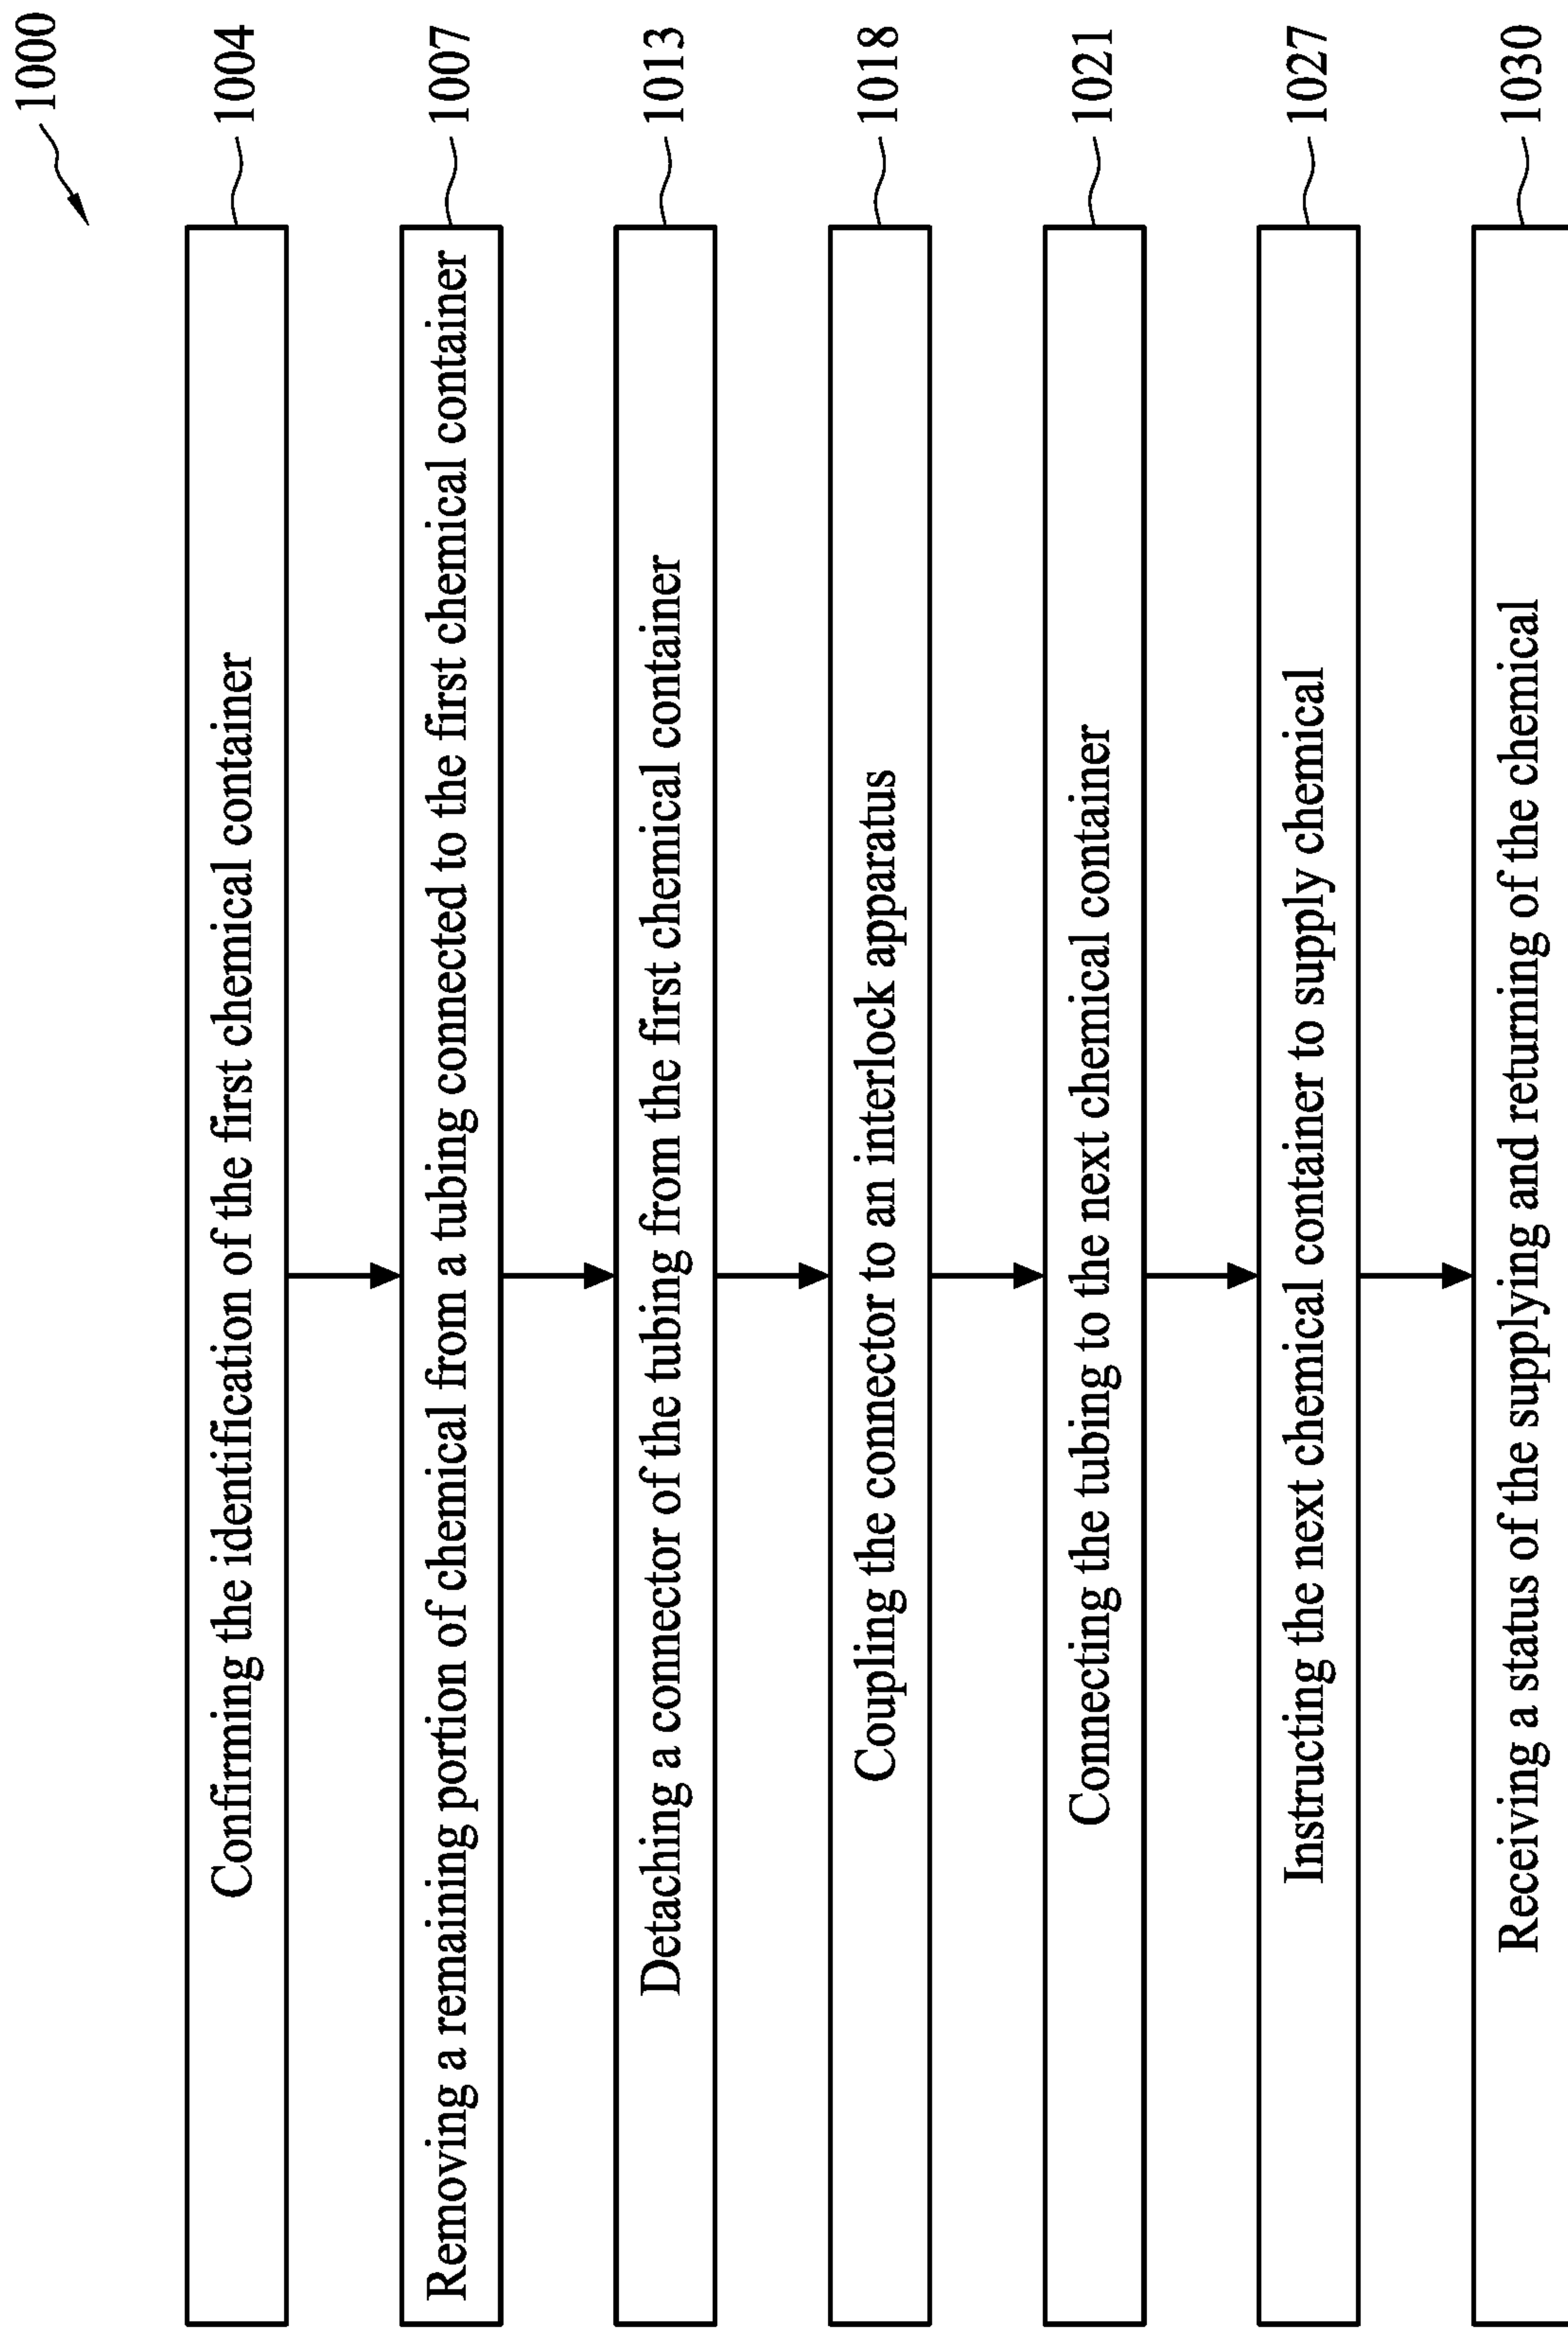 1000
Confirming the identification of the first chemical container
1004
Removing a remaining portion of chemical from a tubing connected to the first chemical container
1007
Detaching a connector of the tubing from the first chemical container
1013
Coupling the connector to an interlock apparatus
1018
Connecting the tubing to the next chemical container
1021
Instructing the next chemical container to supply chemical
1027
Receiving a status of the supplying and returning of the chemical
1030